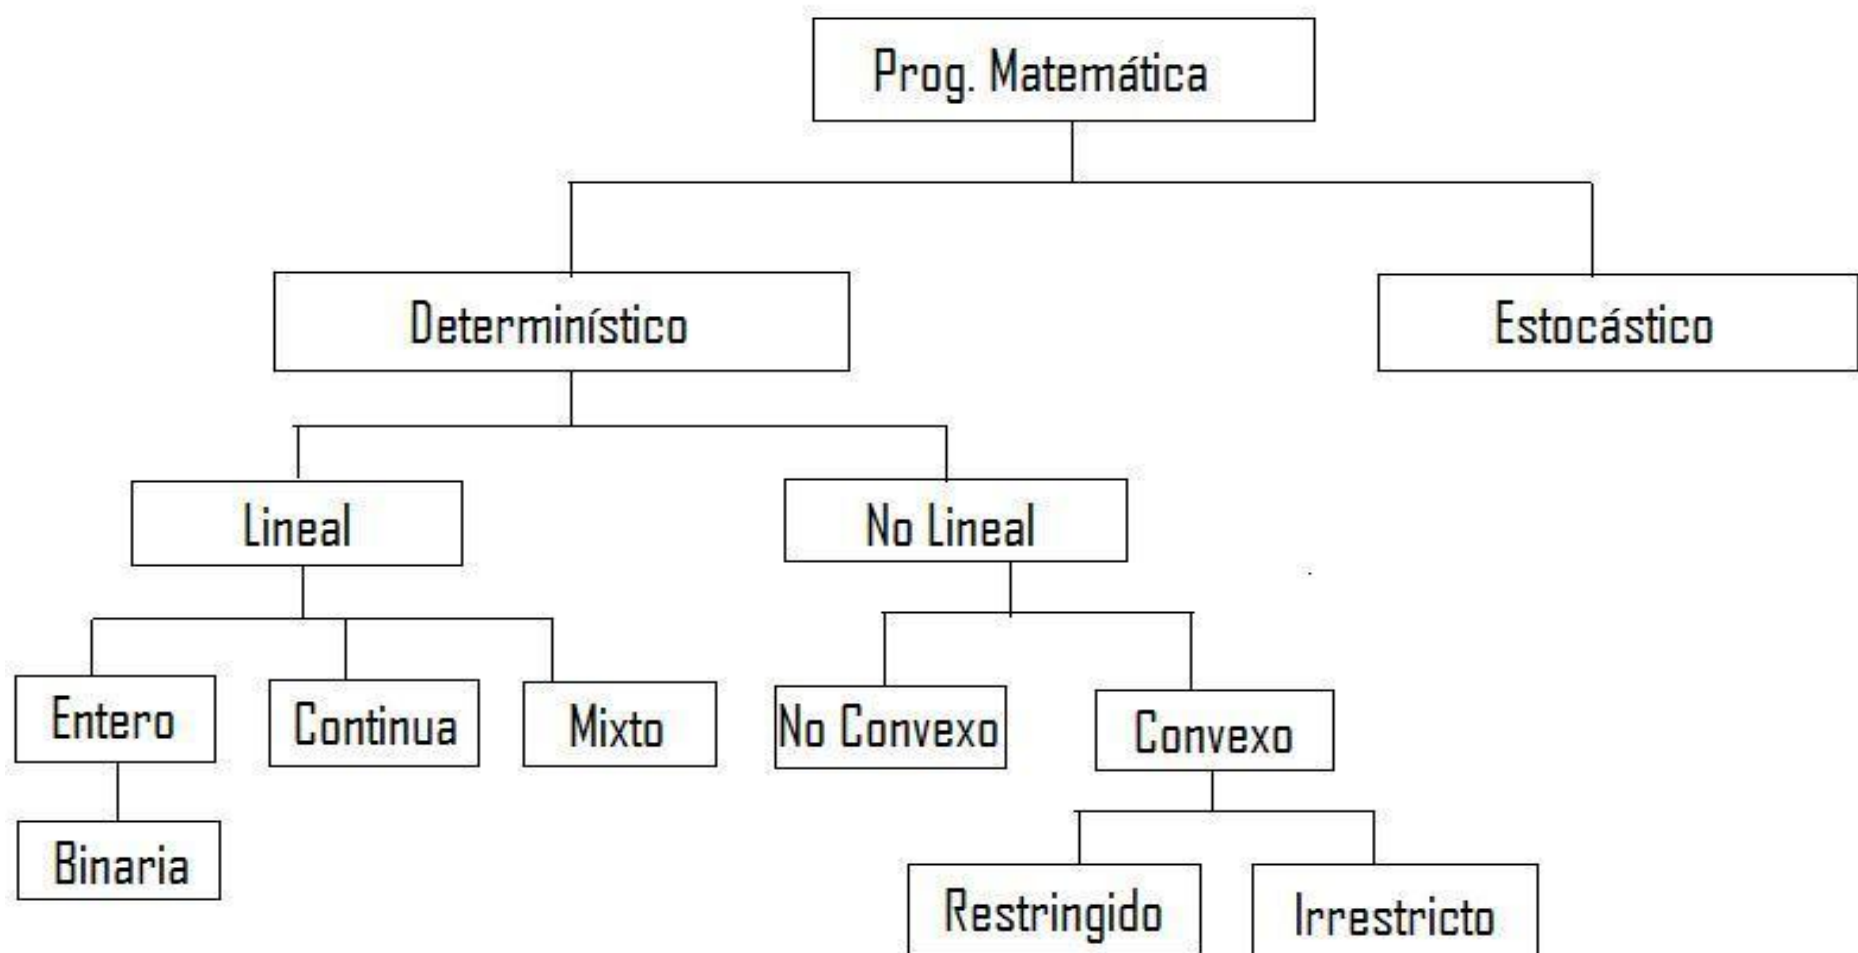 Prog. Matemática
Determinístico
Estocástico
Lineal
No Lineal
Entero
Continua
Mixto
No Convexo
Convexo
Binaria
Restringido
Irrestricto